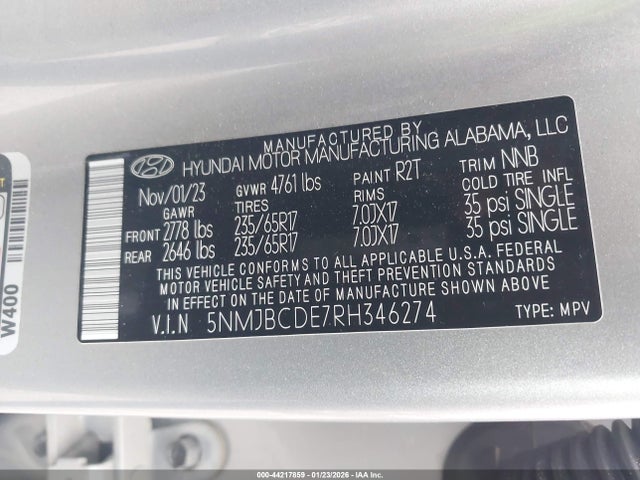 MANUFACTURED BY
HYUNDAI MOTOR MANUFACTURING ALABAMA, LLC
Nov/01/23 GVWR 4761 lbs PAINT R2T TRIM NNB
GAWR TIRES RIMS COLD TIRE INFL
FRONT 2778 lbs 235/65R17 7.0JX17 35 psi SINGLE
REAR 2646 lbs 235/65R17 7.0JX17 35 psi SINGLE
THIS VEHICLE CONFORMS TO ALL APPLICABLE U.S.A. FEDERAL
MOTOR VEHICLE SAFETY AND THEFT PREVENTION STANDARDS
IN EFFECT ON THE DATE OF MANUFACTURE SHOWN ABOVE
V.I.N 5NMJBCDE7RH346274 TYPE: MPV
W400
000-44217859 - 01/23/2026 - IAA Inc.